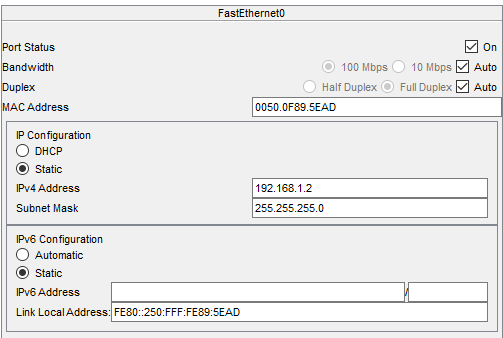 FastEthernet0
Port Status On
Bandwidth 100 Mbps 10 Mbps Auto
Duplex Half Duplex Full Duplex Auto
MAC Address 0050.0F89.5EAD
IP Configuration
DHCP
Static
IPv4 Address 192.168.1.2
Subnet Mask 255.255.255.0
IPv6 Configuration
Automatic
Static
IPv6 Address /
Link Local Address: FE80::250:FFF:FE89:5EAD